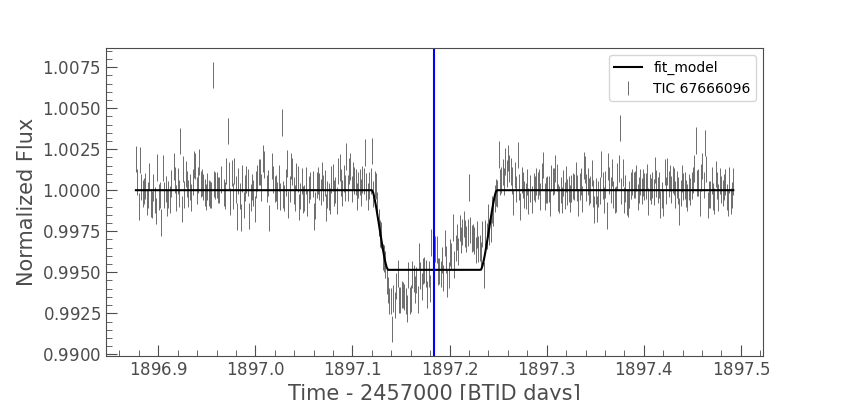 1.0075
1.0050
1.0025
1.0000
0.9975
0.9950
0.9925
0.9900
Normalized Flux
fit_model
TIC 67666096
1896.9 1897.0 1897.1 1897.2 1897.3 1897.4 1897.5
Time - 2457000 [BTJD days]